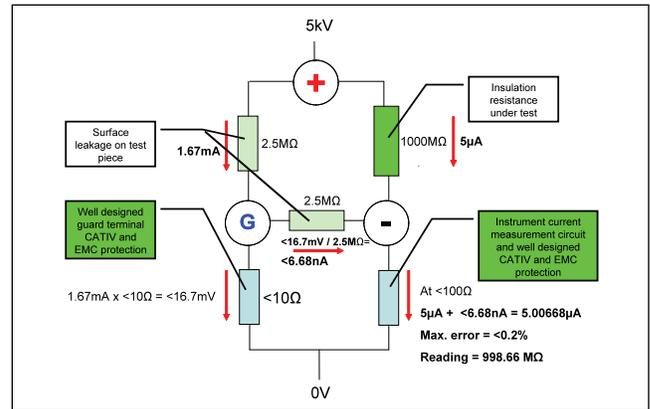 5kV
+
Insulation
resistance
under test
Surface
leakage on test
piece
1.67mA
2.5MΩ
1000MΩ
5µA
2.5MΩ
G
-
Well designed
guard terminal
CATIV and
EMC protection
<16.7mV / 2.5MΩ=
<6.68nA
Instrument current
measurement circuit
and well designed
CATIV and EMC
protection
1.67mA x <10Ω = <16.7mV
<10Ω
At <100Ω
5µA + <6.68nA = 5.00668µA
Max. error = <0.2%
Reading = 998.66 MΩ
0V